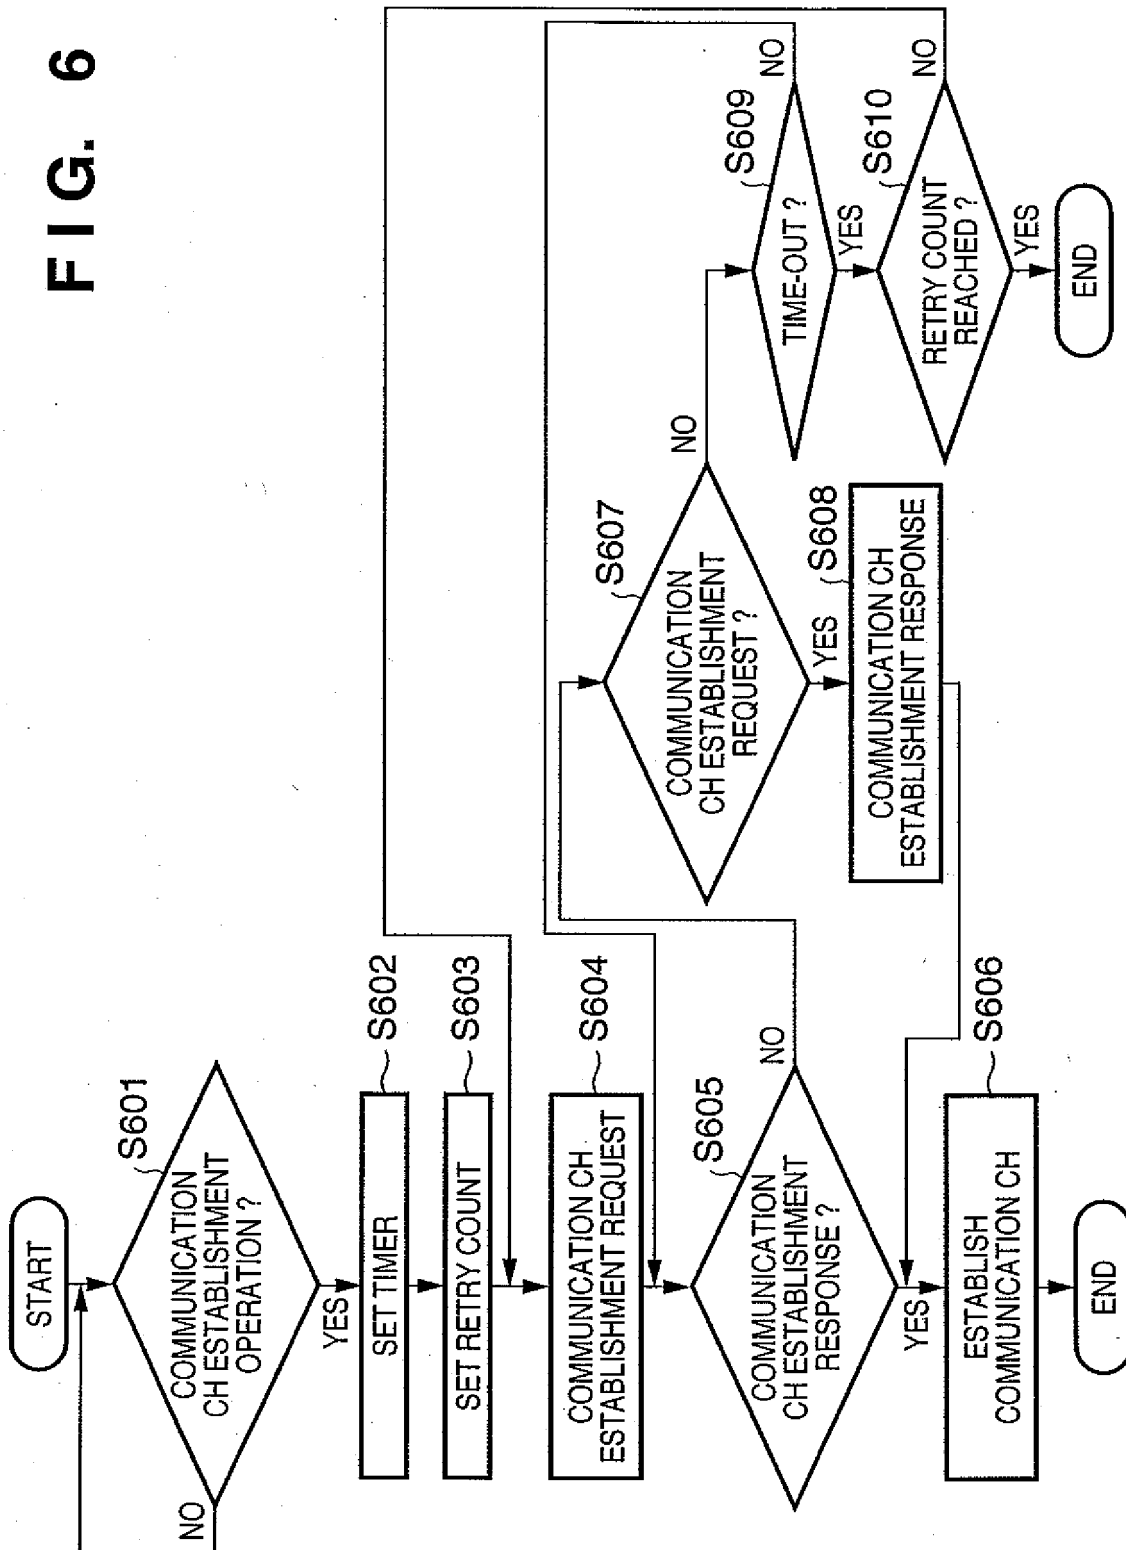 FIG. 6
START
COMMUNICATION
CH ESTABLISHMENT
OPERATION ?
S601
NO
YES
SET TIMER
S602
SET RETRY COUNT
S603
COMMUNICATION CH
ESTABLISHMENT REQUEST
S604
COMMUNICATION
CH ESTABLISHMENT
RESPONSE ?
S605
NO
YES
ESTABLISH
COMMUNICATION CH
S606
END
COMMUNICATION
CH ESTABLISHMENT
REQUEST ?
S607
NO
YES
COMMUNICATION CH
ESTABLISHMENT RESPONSE
S608
TIME-OUT ?
S609
NO
YES
RETRY COUNT
REACHED ?
S610
NO
YES
END